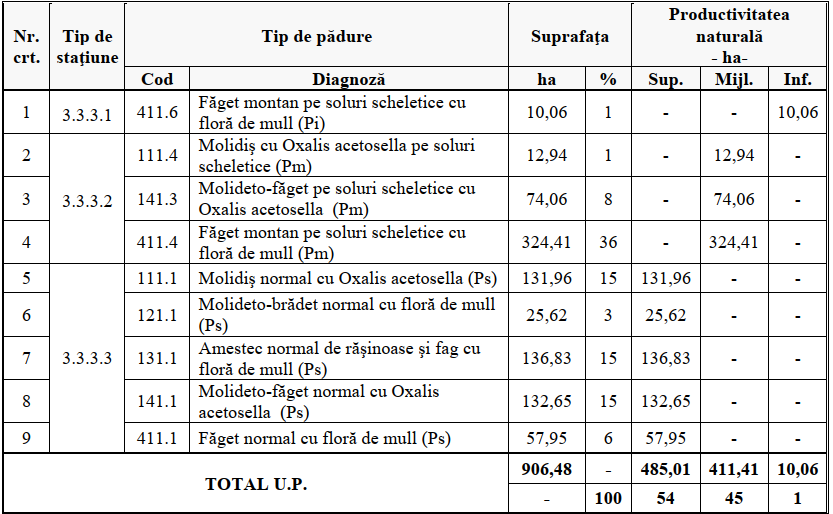 Nr. crt. Tip de staţiune Tip de pădure Suprafaţa Productivitatea naturală - ha-
Cod Diagnoză ha % Sup. Mijl. Inf.
1 3.3.3.1 411.6 Făget montan pe soluri scheletice cu floră de mull (Pi) 10,06 1 - - 10,06
2 3.3.3.2 111.4 Molidiş cu Oxalis acetosella pe soluri scheletice (Pm) 12,94 1 - 12,94 -
3 141.3 Molideto-făget pe soluri scheletice cu Oxalis acetosella (Pm) 74,06 8 - 74,06 -
4 411.4 Făget montan pe soluri scheletice cu floră de mull (Pm) 324,41 36 - 324,41 -
5 3.3.3.3 111.1 Molidiş normal cu Oxalis acetosella (Ps) 131,96 15 131,96 - -
6 121.1 Molideto-brădet normal cu floră de mull (Ps) 25,62 3 25,62 - -
7 131.1 Amestec normal de răşinoase şi fag cu floră de mull (Ps) 136,83 15 136,83 - -
8 141.1 Molideto-făget normal cu Oxalis acetosella (Ps) 132,65 15 132,65 - -
9 411.1 Făget normal cu floră de mull (Ps) 57,95 6 57,95 - -
TOTAL U.P. 906,48 - 485,01 411,41 10,06
- 100 54 45 1